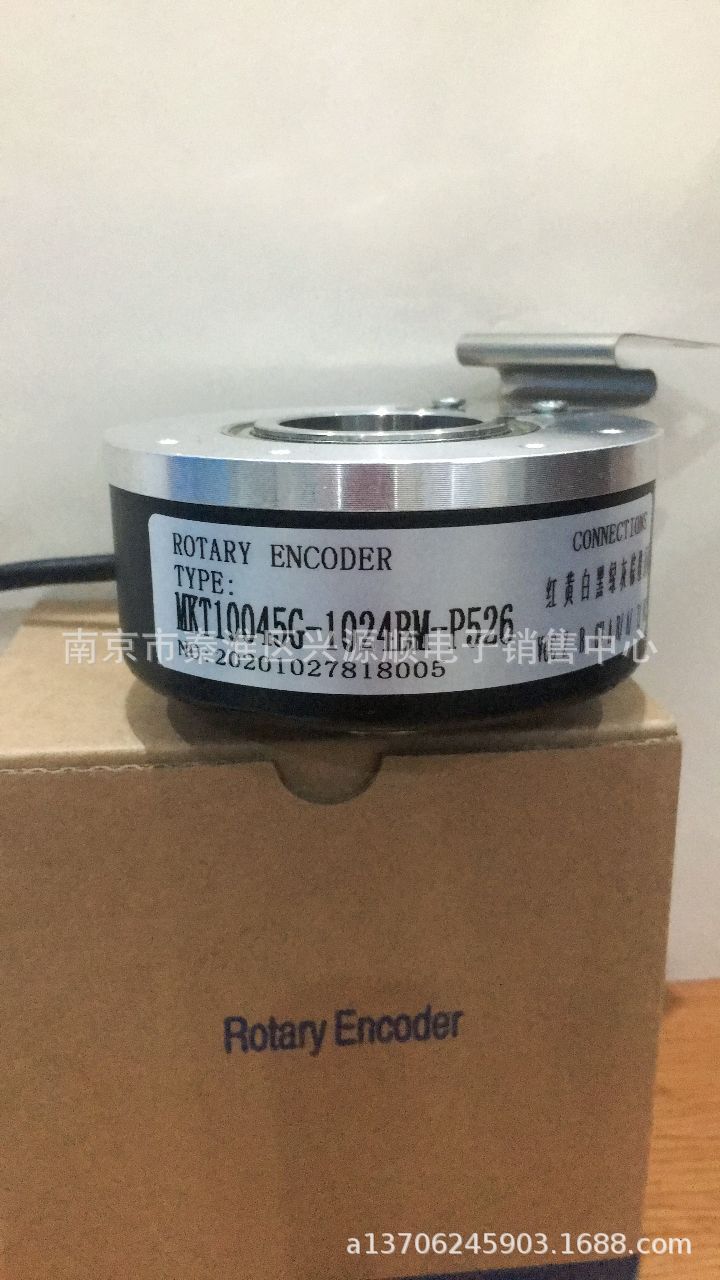 ROTARY ENCODER
TYPE:
MKT10045G-1024BM-P526
NO:20201027818005
CONNECTIONS
红黄白黑绿灰
南京市秦淮区兴源顺电子销售中心
Rotary Encoder
a13706245903.1688.com